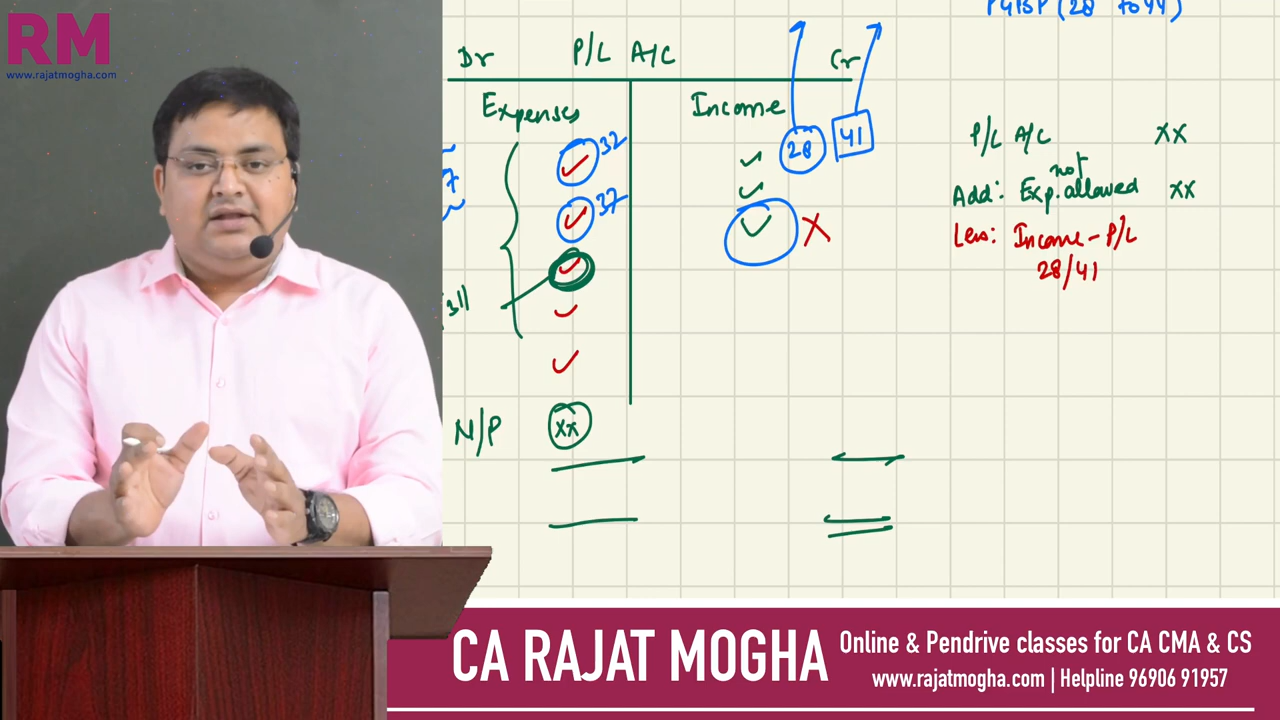 RM
www.rajatmogha.com
PGBP (28 to 44)
Dr P/L A/C Cr
Expenses Income
32
28 41
7
37
X
N/P xx
P/L A/C XX
not
Add: Exp. allowed XX
Less: Income - P/L
28/41
CA RAJAT MOGHA
Online & Pendrive classes for CA CMA & CS
www.rajatmogha.com | Helpline 96906 91957